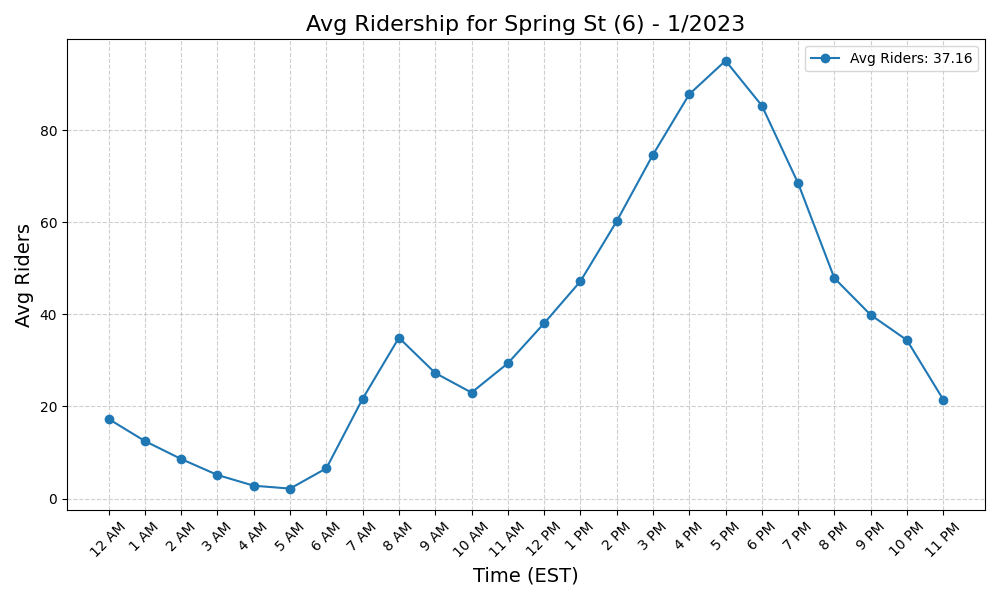 Avg Ridership for Spring St (6) - 1/2023
Avg Riders: 37.16
Avg Riders
80
60
40
20
0
12 AM
1 AM
2 AM
3 AM
4 AM
5 AM
6 AM
7 AM
8 AM
9 AM
10 AM
11 AM
12 PM
1 PM
2 PM
3 PM
4 PM
5 PM
6 PM
7 PM
8 PM
9 PM
10 PM
11 PM
Time (EST)